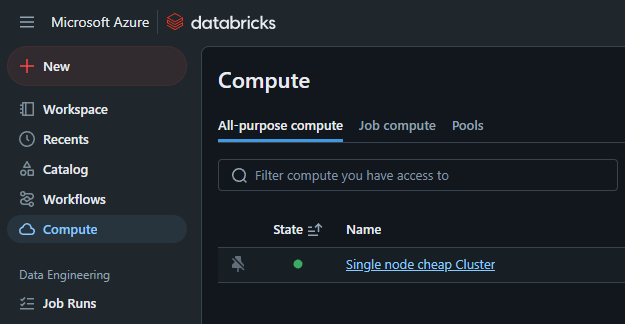 Microsoft Azure databricks
New
Workspace
Recents
Catalog
Workflows
Compute
Data Engineering
Job Runs
Compute
All-purpose compute Job compute Pools
Filter compute you have access to
State Name
Single node cheap Cluster